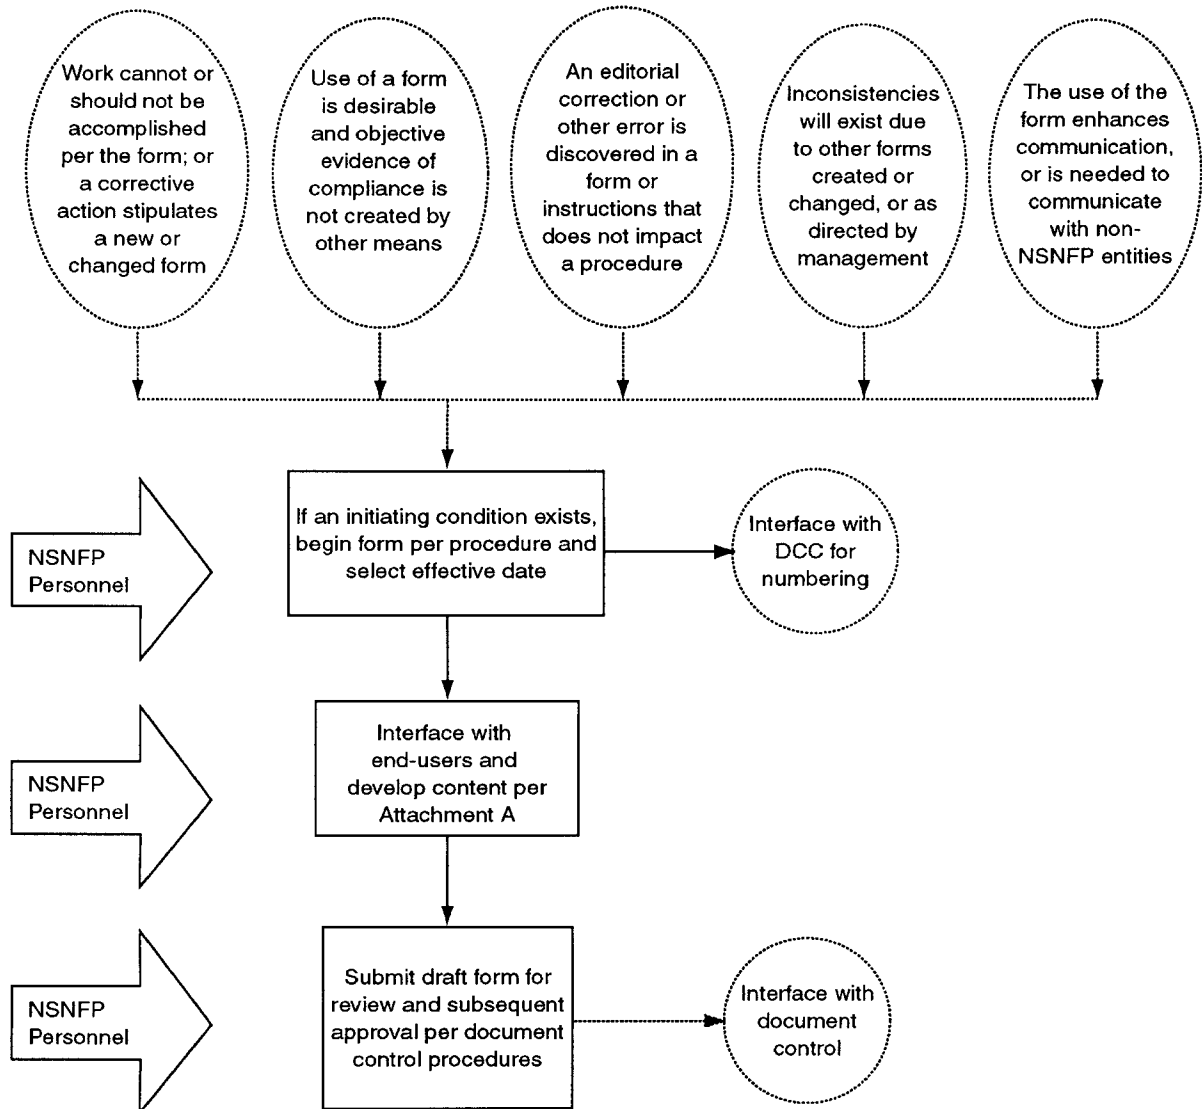 Work cannot or
should not be
accomplished
per the form; or
a corrective
action stipulates
a new or
changed form
Use of a form
is desirable
and objective
evidence of
compliance is
not created by
other means
An editorial
correction or
other error is
discovered in a
form or
instructions that
does not impact
a procedure
Inconsistencies
will exist due
to other forms
created or
changed, or as
directed by
management
The use of the
form enhances
communication,
or is needed to
communicate
with non-
NSNFP entities
NSNFP
Personnel
If an initiating condition exists,
begin form per procedure and
select effective date
Interface with
DCC for
numbering
NSNFP
Personnel
Interface with
end-users and
develop content per
Attachment A
NSNFP
Personnel
Submit draft form for
review and subsequent
approval per document
control procedures
Interface with
document
control